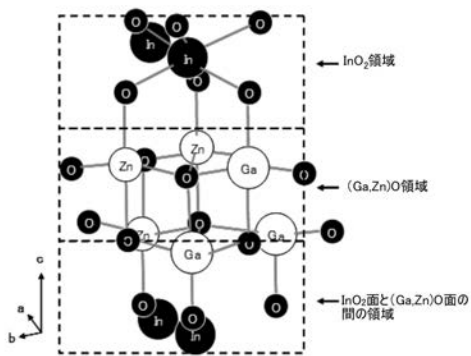 O O O
In
In
InO₂領域
O O O
Zn
O Zn O O Ga O
(Ga,Zn)O領域
O O O
Zn O Ga
O Ga
c
a
b
O O O
In In
InO₂面と(Ga,Zn)O面の
間の領域